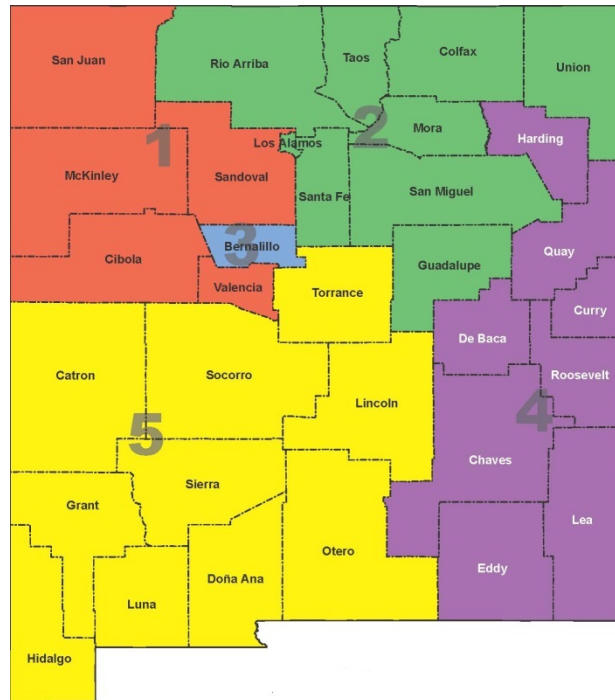 San Juan
Rio Arriba
Taos
Colfax
Union
1
2
Mora
Harding
Los Alamos
McKinley
Sandoval
Santa Fe
San Miguel
3
Bernalillo
Quay
Cibola
Guadalupe
Valencia
Torrance
Curry
De Baca
Catron
Socorro
Roosevelt
Lincoln
4
5
Chaves
Sierra
Grant
Lea
Otero
Eddy
Doña Ana
Luna
Hidalgo